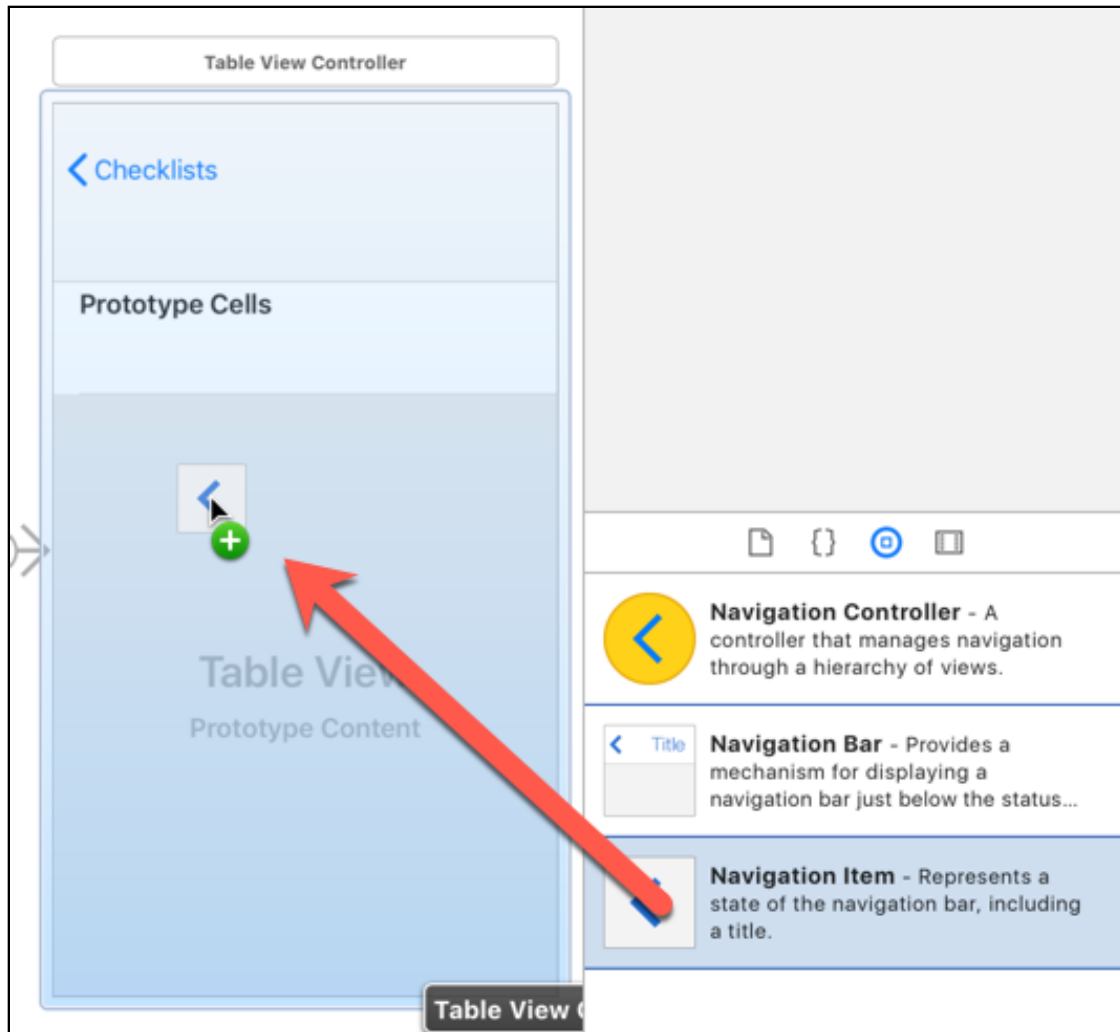 Table View Controller
Checklists
Prototype Cells
Table View
Prototype Content
Table View
{}
Navigation Controller - A
controller that manages navigation
through a hierarchy of views.
Title
Navigation Bar - Provides a
mechanism for displaying a
navigation bar just below the status...
Navigation Item - Represents a
state of the navigation bar, including
a title.